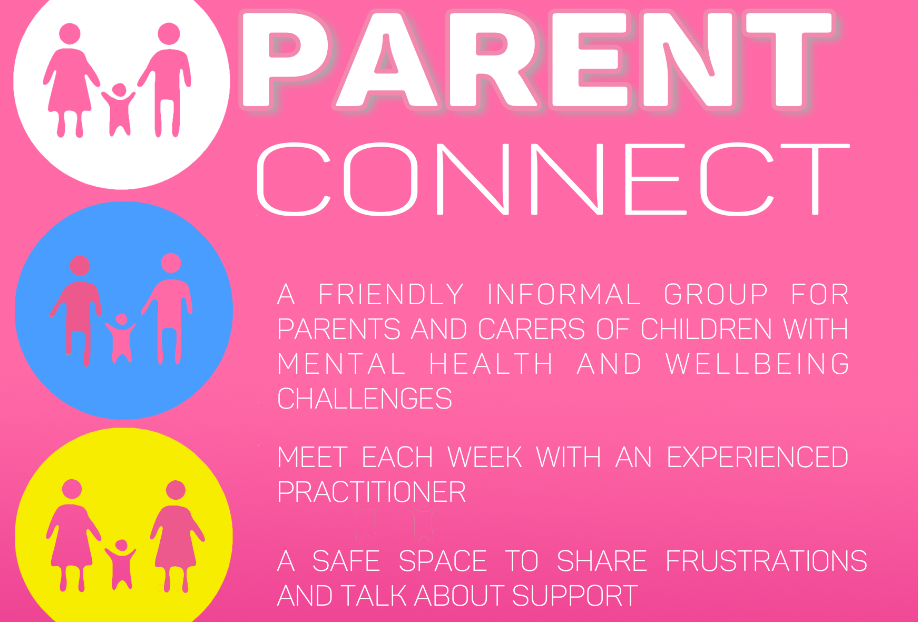 PARENT
CONNECT
A FRIENDLY INFORMAL GROUP FOR
PARENTS AND CARERS OF CHILDREN WITH
MENTAL HEALTH AND WELLBEING
CHALLENGES
MEET EACH WEEK WITH AN EXPERIENCED
PRACTITIONER
A SAFE SPACE TO SHARE FRUSTRATIONS
AND TALK ABOUT SUPPORT